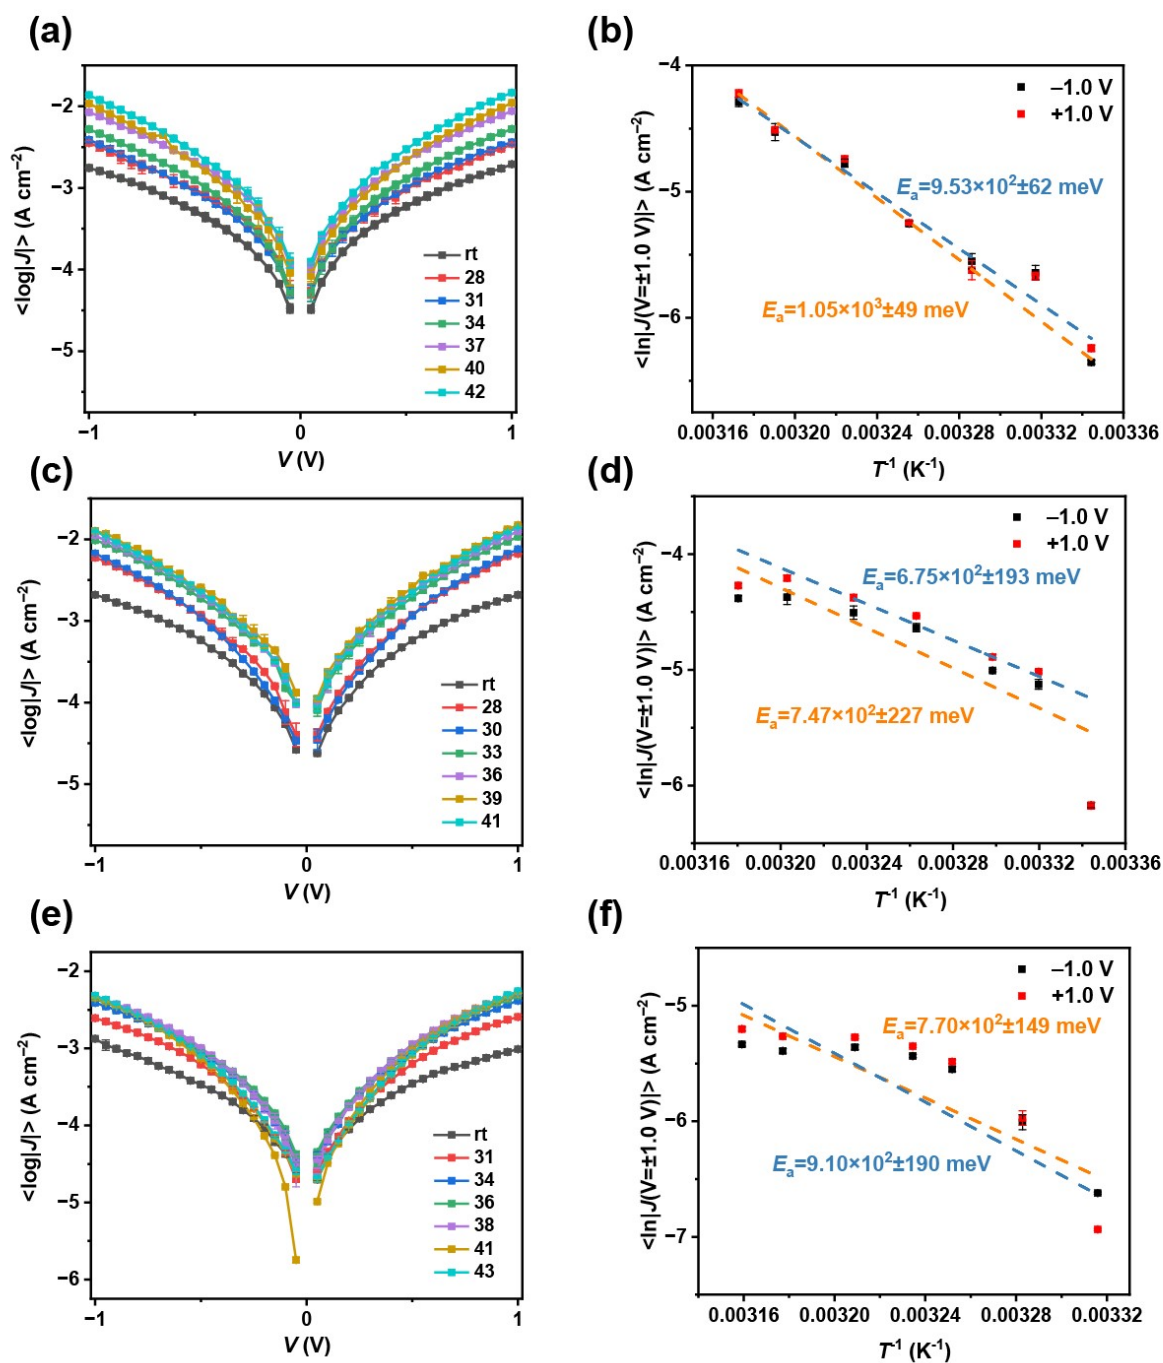 (a)
−2
−3
−4
−5
−1
0
1
V (V)
<log|J|> (A cm⁻²)
rt
28
31
34
37
40
42
(b)
−4
−5
−6
0.00316
0.00320
0.00324
0.00328
0.00332
0.00336
T⁻¹ (K⁻¹)
<ln|J(V=±1.0 V)|> (A cm⁻²)
−1.0 V
+1.0 V
Eₐ=9.53×10²±62 meV
Eₐ=1.05×10³±49 meV
(c)
−2
−3
−4
−5
−1
0
1
V (V)
<log|J|> (A cm⁻²)
rt
28
30
33
36
39
41
(d)
−4
−5
−6
0.00316
0.00320
0.00324
0.00328
0.00332
0.00336
T⁻¹ (K⁻¹)
<ln|J(V=±1.0 V)|> (A cm⁻²)
−1.0 V
+1.0 V
Eₐ=6.75×10²±193 meV
Eₐ=7.47×10²±227 meV
(e)
−2
−3
−4
−5
−6
−1
0
1
V (V)
<log|J|> (A cm⁻²)
rt
31
34
36
38
41
43
(f)
−5
−6
−7
0.00316
0.00320
0.00324
0.00328
0.00332
T⁻¹ (K⁻¹)
<ln|J(V=±1.0 V)|> (A cm⁻²)
−1.0 V
+1.0 V
Eₐ=7.70×10²±149 meV
Eₐ=9.10×10²±190 meV